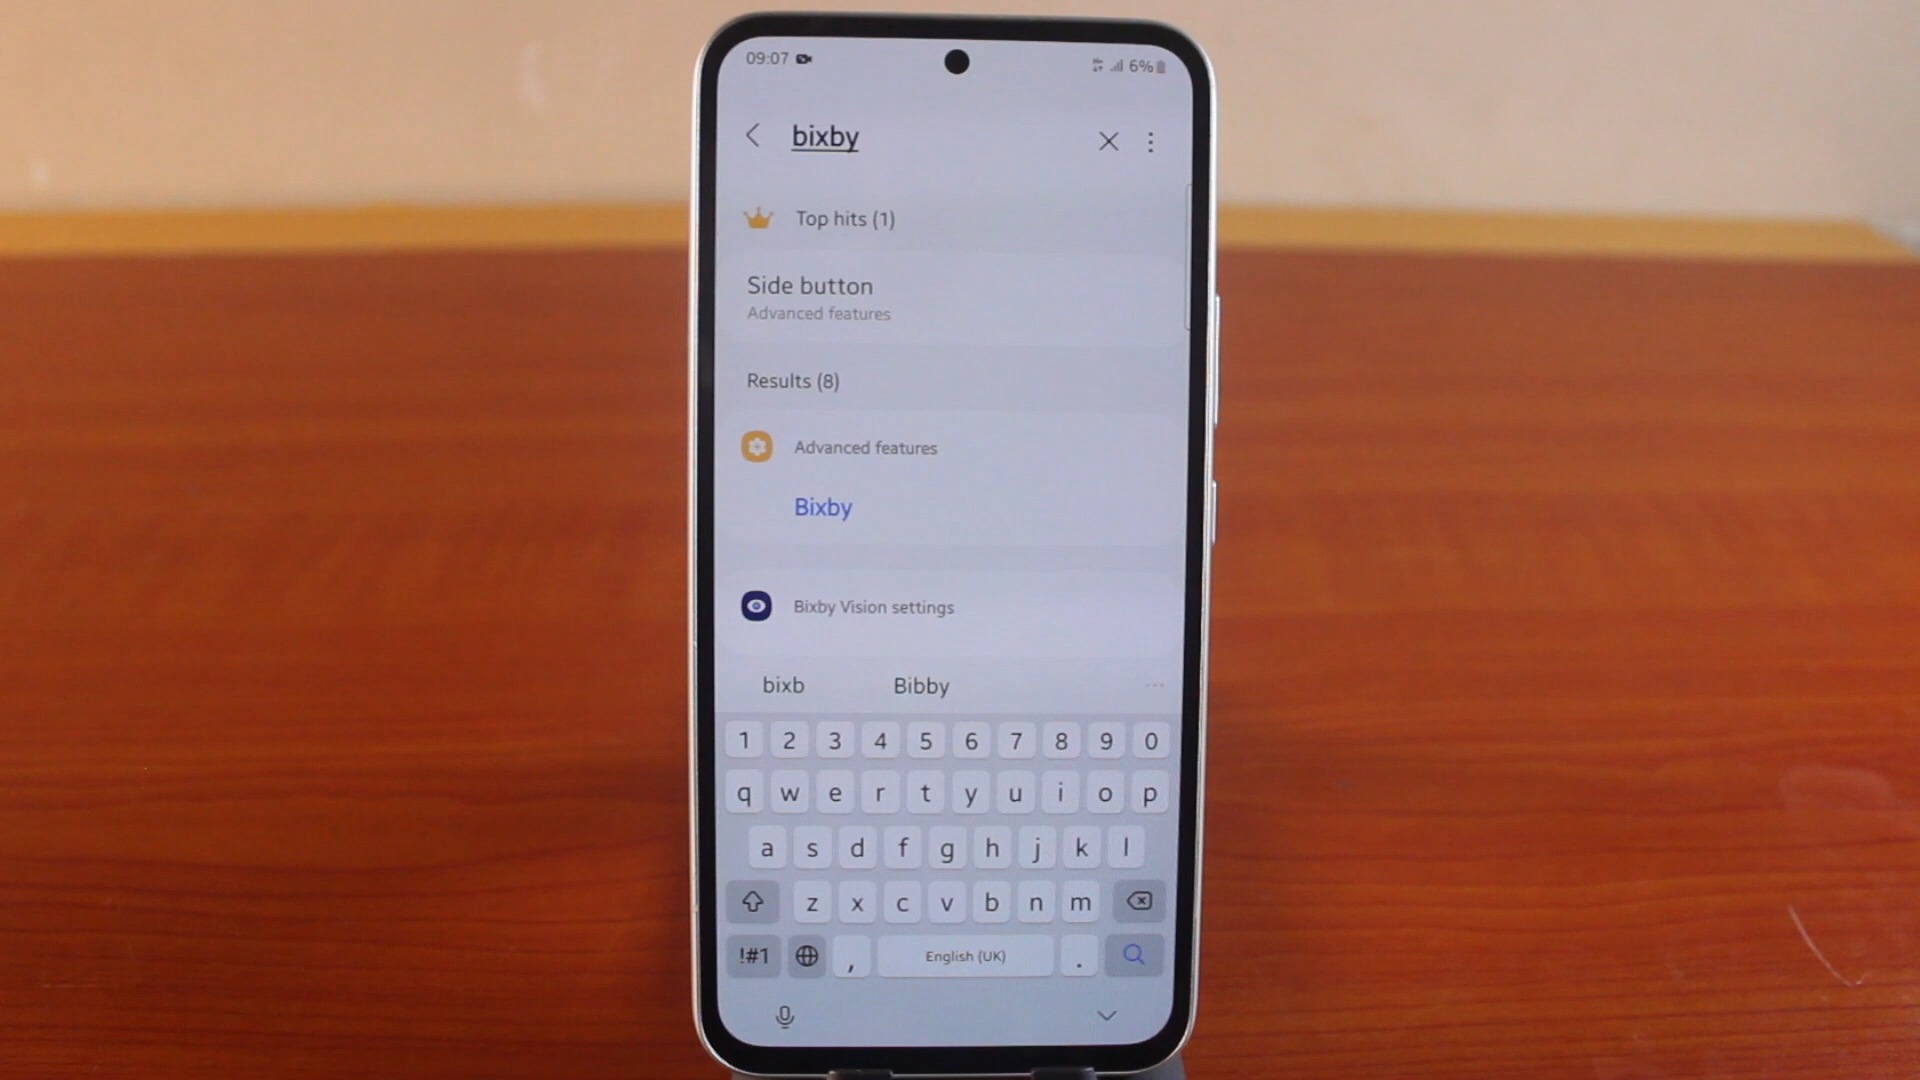 09:07 6%
bixby
Top hits (1)
Side button
Advanced features
Results (8)
Advanced features
Bixby
Bixby Vision settings
bixb Bibby ...
1 2 3 4 5 6 7 8 9 0
q w e r t y u i o p
a s d f g h j k l
z x c v b n m
!#1 , English (UK) .